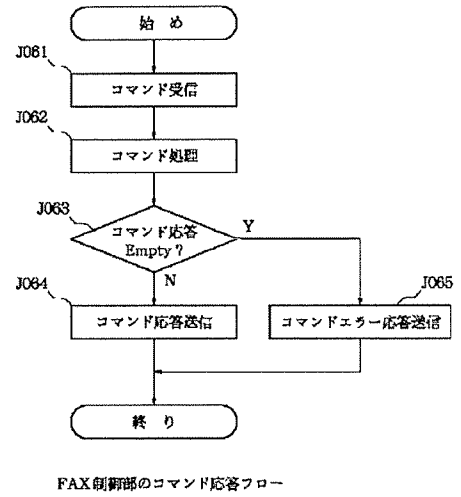 始 め
J061
コマンド受信
J062
コマンド処理
J063
コマンド応答
Empty?
Y
N
J064
コマンド応答送信
J065
コマンドエラー応答送信
終 り
FAX制御部のコマンド応答フロー